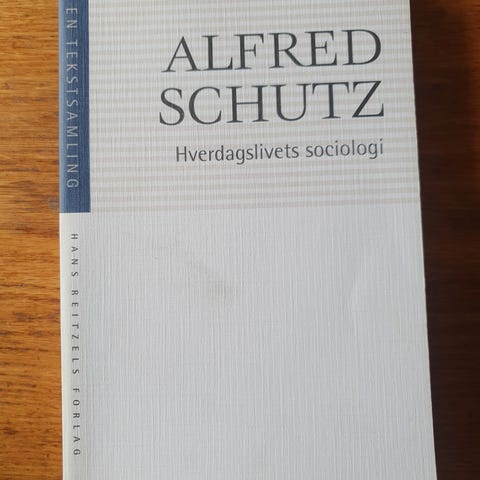 EN TEKSTSAMLING
HANS REITZELS FORLAG
ALFRED
SCHUTZ
Hverdagslivets sociologi